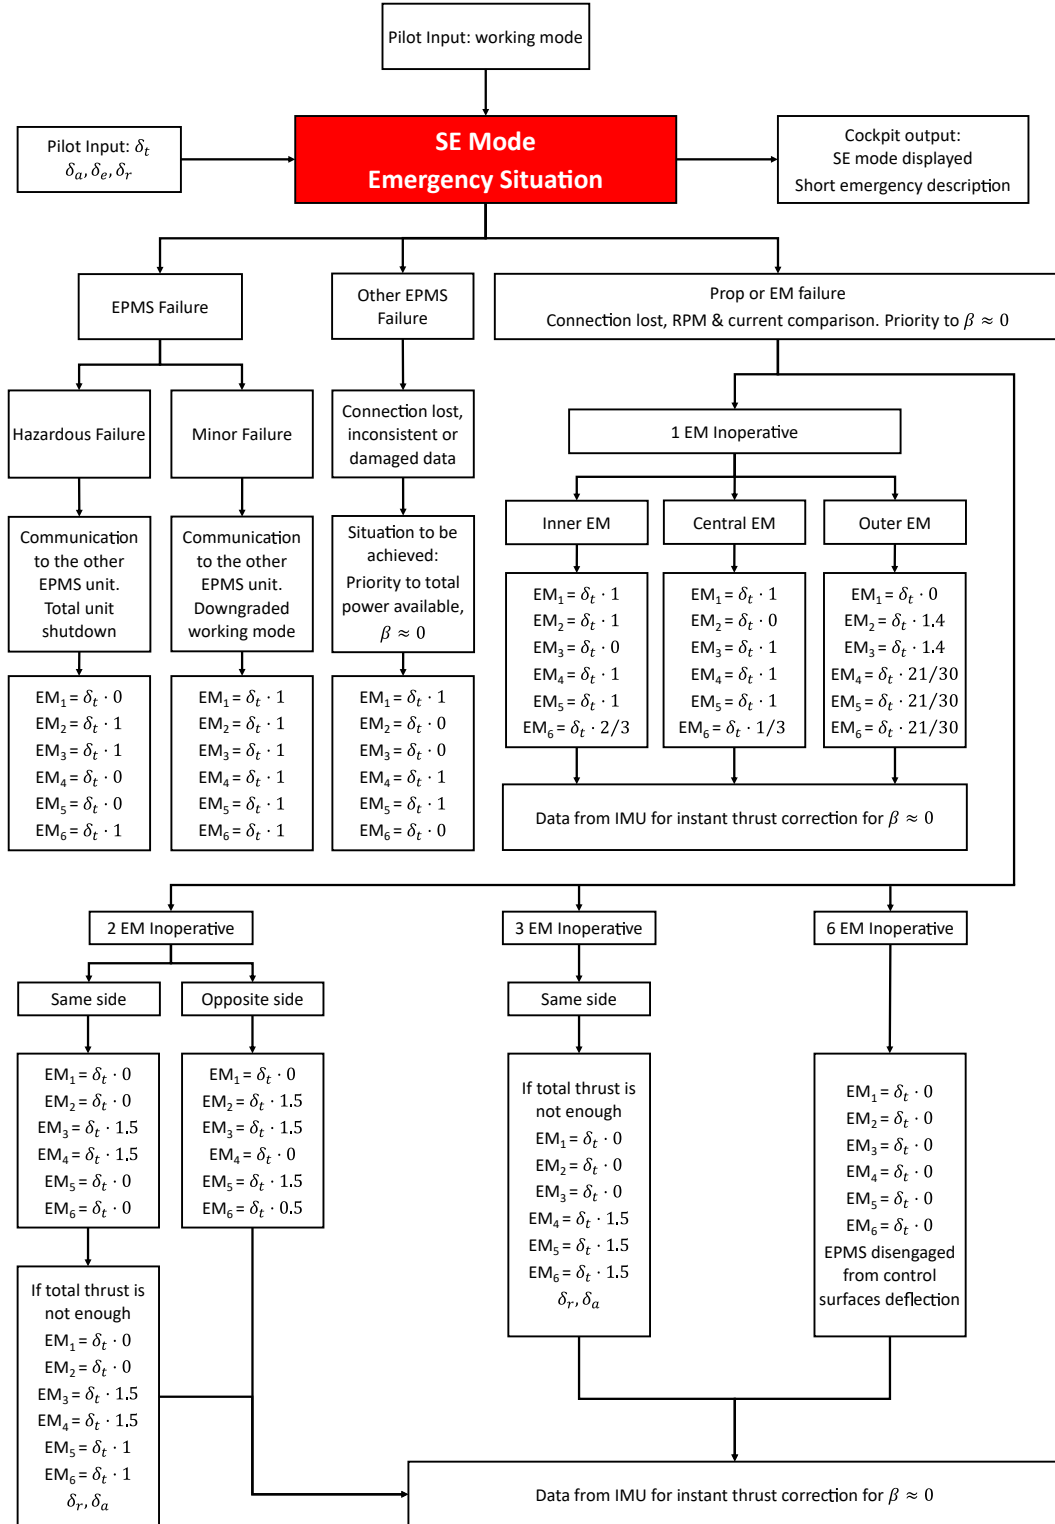 Pilot Input: working mode
Pilot Input: δₜ
δₐ, δₑ, δᵣ
SE Mode
Emergency Situation
Cockpit output:
SE mode displayed
Short emergency description
EPMS Failure
Other EPMS
Failure
Prop or EM failure
Connection lost, RPM & current comparison. Priority to β ≈ 0
Hazardous Failure
Minor Failure
Connection lost,
inconsistent or
damaged data
1 EM Inoperative
Inner EM
Central EM
Outer EM
Communication
to the other
EPMS unit.
Total unit
shutdown
Communication
to the other
EPMS unit.
Downgraded
working mode
Situation to be
achieved:
Priority to total
power available,
β ≈ 0
EM₁ = δₜ · 1
EM₂ = δₜ · 1
EM₃ = δₜ · 0
EM₄ = δₜ · 1
EM₅ = δₜ · 1
EM₆ = δₜ · 2/3
EM₁ = δₜ · 1
EM₂ = δₜ · 0
EM₃ = δₜ · 1
EM₄ = δₜ · 1
EM₅ = δₜ · 1
EM₆ = δₜ · 1/3
EM₁ = δₜ · 0
EM₂ = δₜ · 1.4
EM₃ = δₜ · 1.4
EM₄ = δₜ · 21/30
EM₅ = δₜ · 21/30
EM₆ = δₜ · 21/30
EM₁ = δₜ · 0
EM₂ = δₜ · 1
EM₃ = δₜ · 1
EM₄ = δₜ · 0
EM₅ = δₜ · 0
EM₆ = δₜ · 1
EM₁ = δₜ · 1
EM₂ = δₜ · 1
EM₃ = δₜ · 1
EM₄ = δₜ · 1
EM₅ = δₜ · 1
EM₆ = δₜ · 1
EM₁ = δₜ · 1
EM₂ = δₜ · 0
EM₃ = δₜ · 0
EM₄ = δₜ · 1
EM₅ = δₜ · 1
EM₆ = δₜ · 0
Data from IMU for instant thrust correction for β ≈ 0
2 EM Inoperative
3 EM Inoperative
6 EM Inoperative
Same side
Opposite side
Same side
EM₁ = δₜ · 0
EM₂ = δₜ · 0
EM₃ = δₜ · 1.5
EM₄ = δₜ · 1.5
EM₅ = δₜ · 0
EM₆ = δₜ · 0
EM₁ = δₜ · 0
EM₂ = δₜ · 1.5
EM₃ = δₜ · 1.5
EM₄ = δₜ · 0
EM₅ = δₜ · 1.5
EM₆ = δₜ · 0.5
If total thrust is
not enough
EM₁ = δₜ · 0
EM₂ = δₜ · 0
EM₃ = δₜ · 0
EM₄ = δₜ · 1.5
EM₅ = δₜ · 1.5
EM₆ = δₜ · 1.5
δᵣ, δₐ
EM₁ = δₜ · 0
EM₂ = δₜ · 0
EM₃ = δₜ · 0
EM₄ = δₜ · 0
EM₅ = δₜ · 0
EM₆ = δₜ · 0
EPMS disengaged
from control
surfaces deflection
If total thrust is
not enough
EM₁ = δₜ · 0
EM₂ = δₜ · 0
EM₃ = δₜ · 1.5
EM₄ = δₜ · 1.5
EM₅ = δₜ · 1
EM₆ = δₜ · 1
δᵣ, δₐ
Data from IMU for instant thrust correction for β ≈ 0